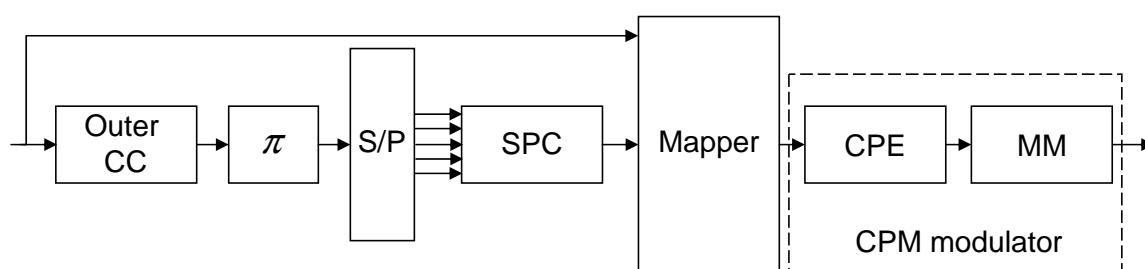 Outer
CC
π
S/P
SPC
Mapper
CPE
MM
CPM modulator